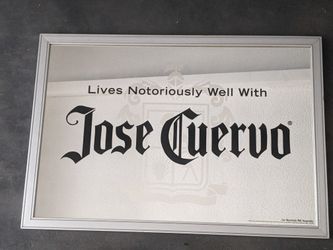 Lives Notoriously Well With
Jose Cuervo®